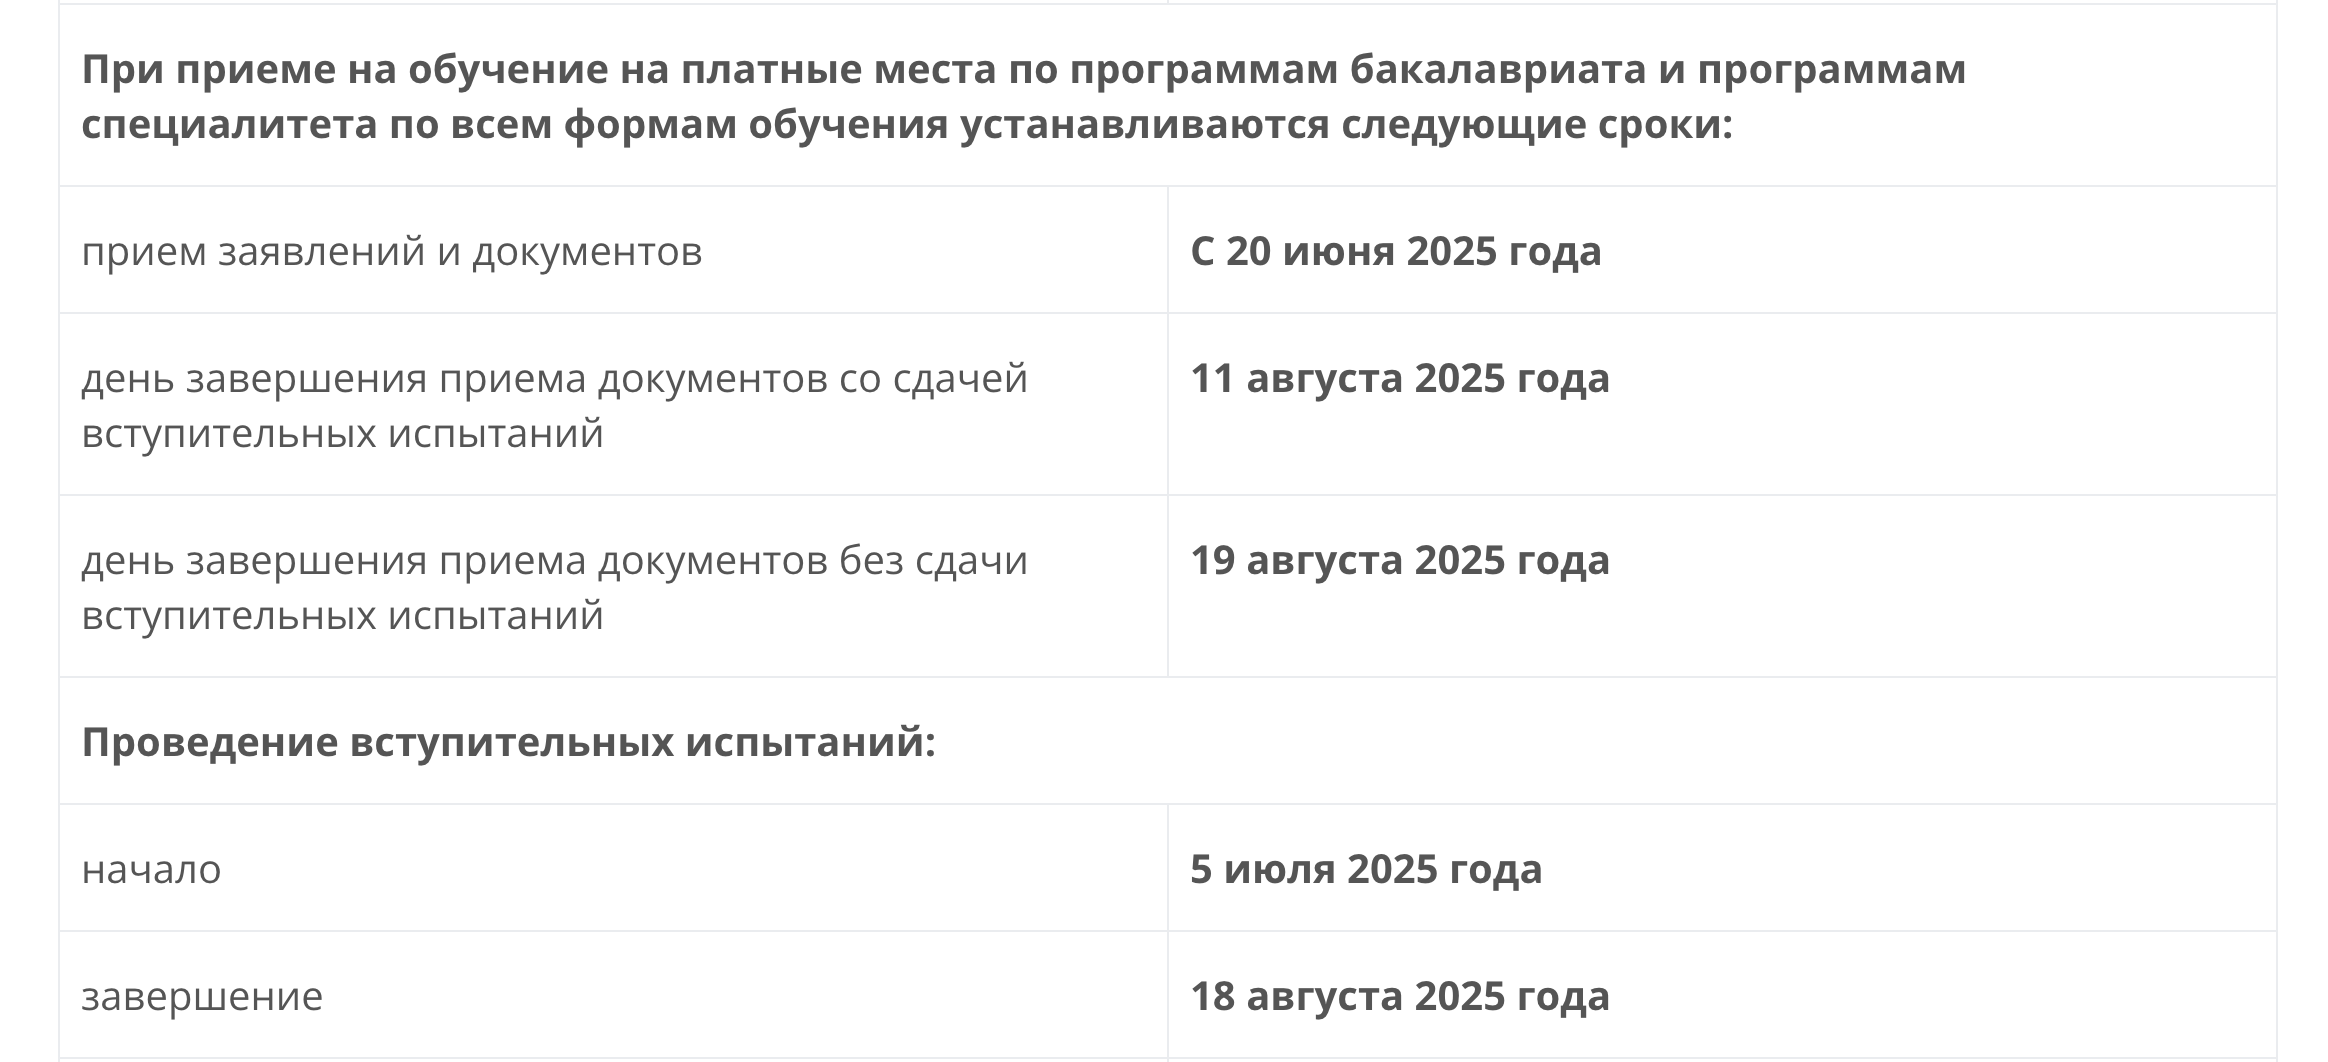 При приеме на обучение на платные места по программам бакалавриата и программам
специалитета по всем формам обучения устанавливаются следующие сроки:
прием заявлений и документов
С 20 июня 2025 года
день завершения приема документов со сдачей
вступительных испытаний
11 августа 2025 года
день завершения приема документов без сдачи
вступительных испытаний
19 августа 2025 года
Проведение вступительных испытаний:
начало
5 июля 2025 года
завершение
18 августа 2025 года